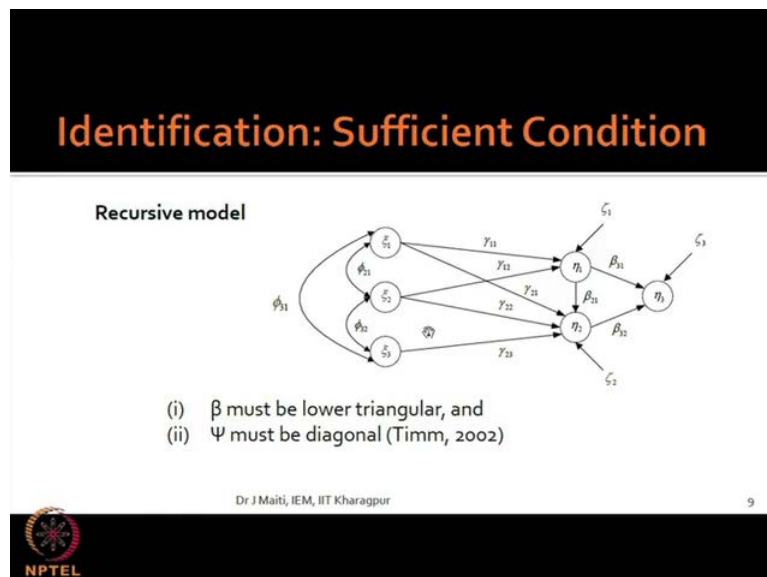 Identification: Sufficient Condition
Recursive model
ζ₁
ζ₃
ξ₁
γ₁₁
η₁
β₃₁
ϕ₂₁
γ₁₂
ϕ₃₁
ξ₂
γ₂₁
γ₂₂
β₂₁
η₃
ϕ₃₂
η₂
β₃₂
ξ₃
γ₂₃
ζ₂
(i) β must be lower triangular, and
(ii) Ψ must be diagonal (Timm, 2002)
Dr J Maiti, IEM, IIT Kharagpur
9
NPTEL